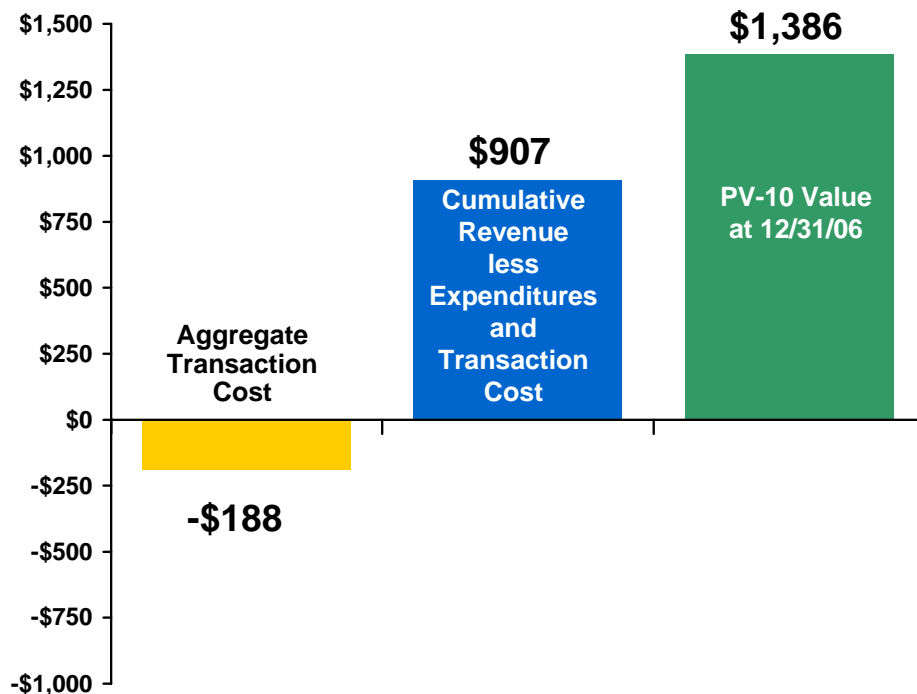 $1,500
$1,250
$1,000
$750
$500
$250
$0
-$250
-$500
-$750
-$1,000
Aggregate
Transaction
Cost
-$188
$907
Cumulative
Revenue
less
Expenditures
and
Transaction
Cost
$1,386
PV-10 Value
at 12/31/06